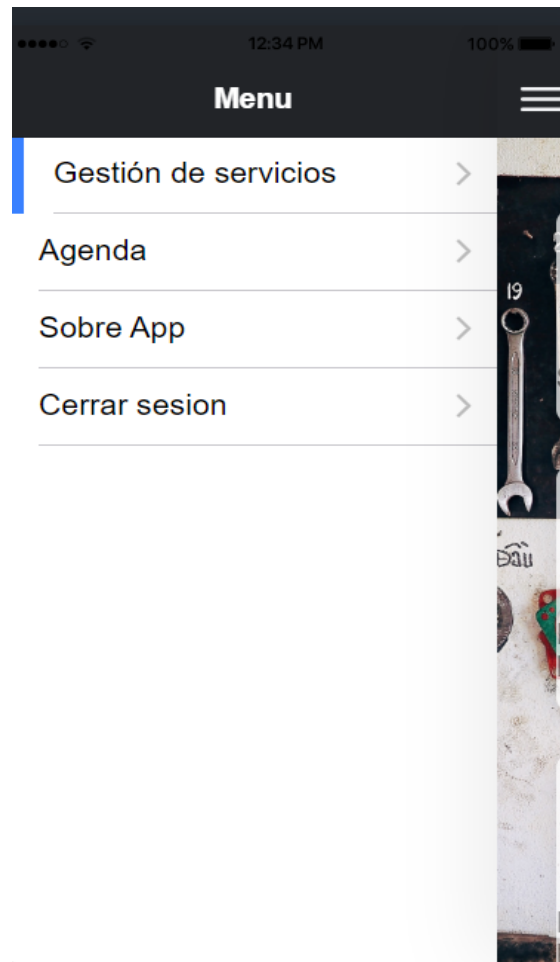 12:34 PM 100%
Menu
Gestión de servicios
Agenda
Sobre App
Cerrar sesion
19